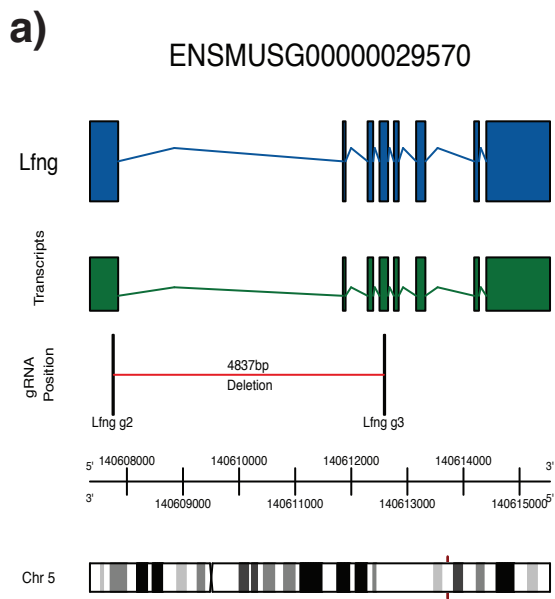 a)
ENSMUSG00000029570
Lfng
Transcripts
gRNA
Position
4837bp
Deletion
Lfng g2
Lfng g3
5'
140608000
140610000
140612000
140614000
3'
3'
140609000
140611000
140613000
140615000
5'
Chr 5